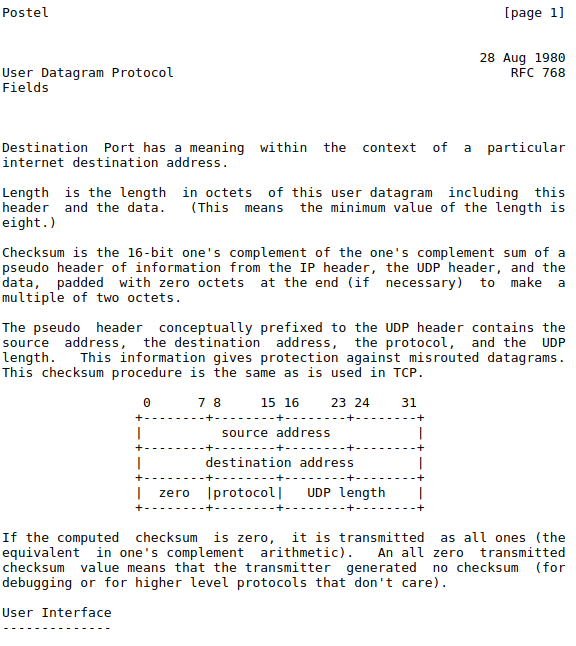 Postel                                                          [page 1]


                                                             28 Aug 1980
User Datagram Protocol                                           RFC 768
Fields



Destination  Port has a meaning  within  the  context  of  a  particular
internet destination address.

Length  is the length  in octets  of this user datagram  including  this
header  and the data.   (This  means  the minimum value of the length is
eight.)

Checksum is the 16-bit one's complement of the one's complement sum of a
pseudo header of information from the IP header, the UDP header, and the
data,  padded  with zero octets  at the end (if  necessary)  to  make  a
multiple of two octets.

The pseudo  header  conceptually prefixed to the UDP header contains the
source  address,  the destination  address,  the protocol,  and the  UDP
length.   This information gives protection against misrouted datagrams.
This checksum procedure is the same as is used in TCP.

                  0      7 8     15 16    23 24    31
                 +--------+--------+--------+--------+
                 |          source address           |
                 +--------+--------+--------+--------+
                 |        destination address        |
                 +--------+--------+--------+--------+
                 |  zero  |protocol|   UDP length    |
                 +--------+--------+--------+--------+

If the computed  checksum  is zero,  it is transmitted  as all ones (the
equivalent  in one's complement  arithmetic).   An all zero  transmitted
checksum  value means that the transmitter  generated  no checksum  (for
debugging or for higher level protocols that don't care).

User Interface
--------------